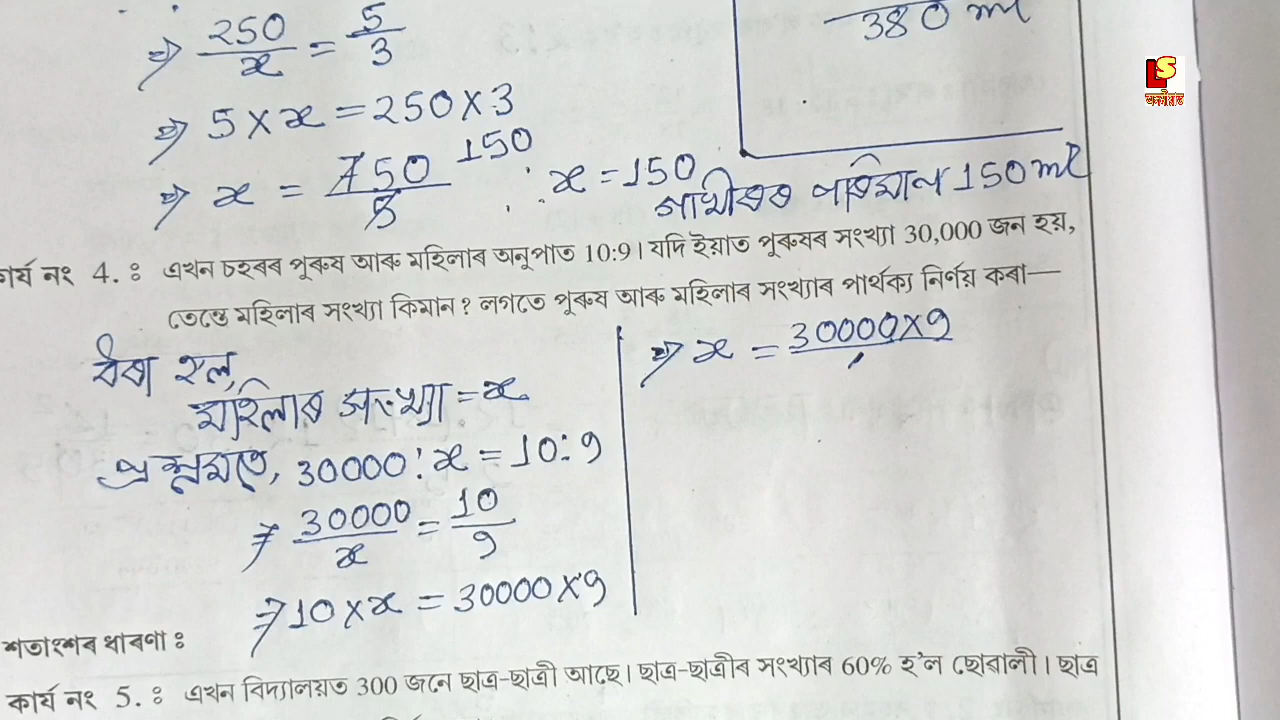 ⇒ 250/x = 5/3
380 ml
LS
⇒ 5 × x = 250 × 3
⇒ x = 750/5 150 ∴ x = 150
গাখীৰৰ পৰিমাণ 150 ml
কাৰ্য নং 4. ঃ এখন চহৰৰ পুৰুষ আৰু মহিলাৰ অনুপাত 10:9। যদি ইয়াত পুৰুষৰ সংখ্যা 30,000 জন হয়,
তেন্তে মহিলাৰ সংখ্যা কিমান? লগতে পুৰুষ আৰু মহিলাৰ সংখ্যাৰ পাৰ্থক্য নিৰ্ণয় কৰা—
ধৰা হল,
মহিলাৰ সংখ্যা = x
প্ৰশ্নমতে, 30000 : x = 10 : 9
⇒ 30000/x = 10/9
⇒ 10 × x = 30000 × 9
⇒ x = 30000 × 9
শতাংশৰ ধাৰণা ঃ
কাৰ্য নং 5. ঃ এখন বিদ্যালয়ত 300 জনে ছাত্ৰ-ছাত্ৰী আছে। ছাত্ৰ-ছাত্ৰীৰ সংখ্যাৰ 60% হ'ল ছোৱালী। ছাত্ৰ